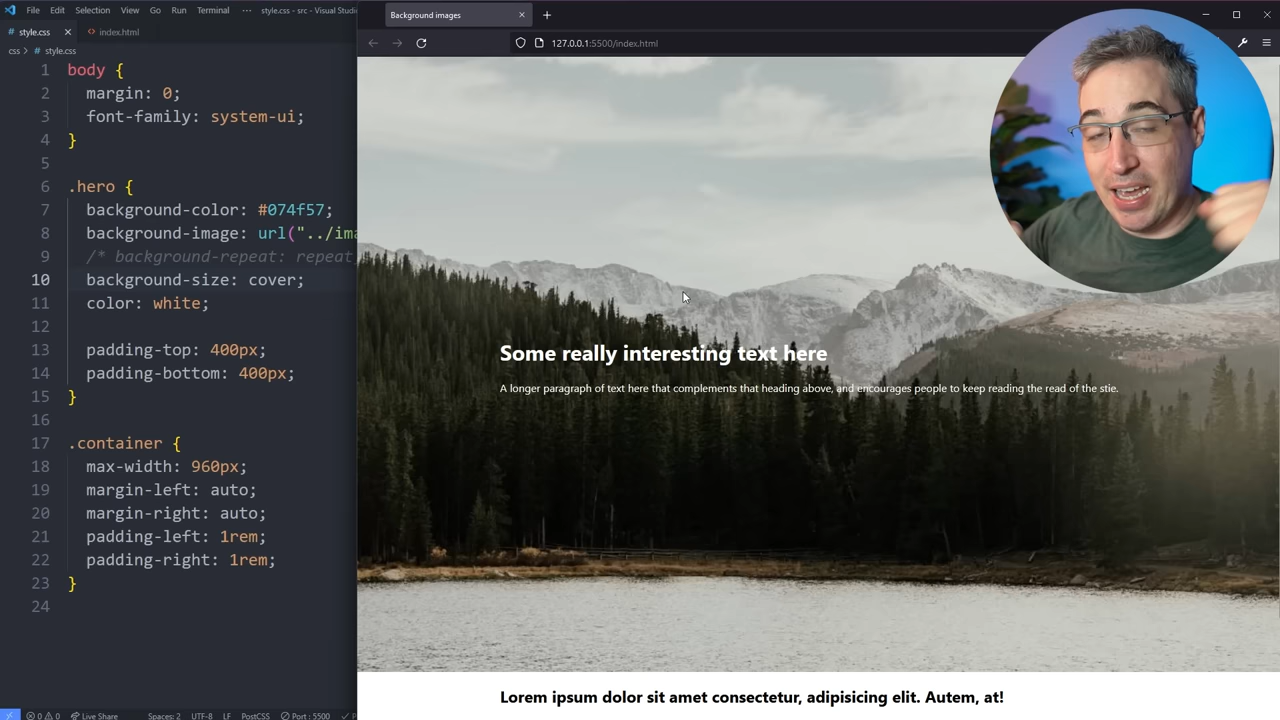 File Edit Selection View Go Run Terminal ··· style.css - src - Visual Studi
style.css × <> index.html
css > # style.css
1 body {
2 margin: 0;
3 font-family: system-ui;
4 }
5
6 .hero {
7 background-color: #074f57;
8 background-image: url("../ima
9 /* background-repeat: repeat
10 background-size: cover;
11 color: white;
12
13 padding-top: 400px;
14 padding-bottom: 400px;
15 }
16
17 .container {
18 max-width: 960px;
19 margin-left: auto;
20 margin-right: auto;
21 padding-left: 1rem;
22 padding-right: 1rem;
23 }
24
0 0 Live Share Spaces: 2 UTF-8 LF PostCSS Port : 5500
Background images
127.0.0.1:5500/index.html
Some really interesting text here
A longer paragraph of text here that complements that heading above, and encourages people to keep reading the read of the stie.
Lorem ipsum dolor sit amet consectetur, adipisicing elit. Autem, at!